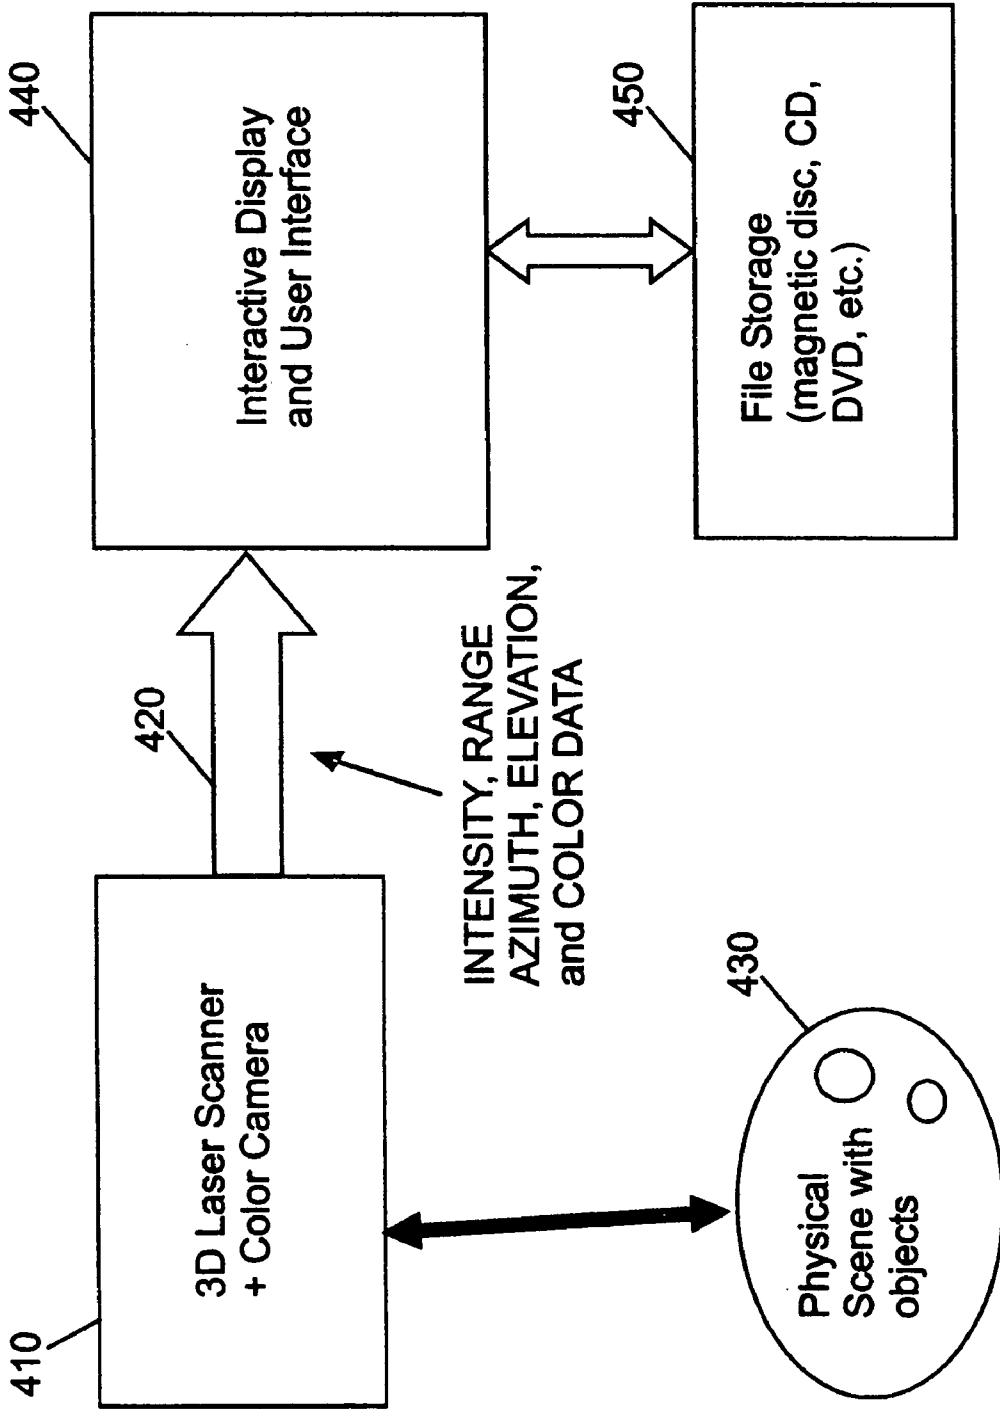 410
3D Laser Scanner
+ Color Camera
420
440
Interactive Display
and User Interface
INTENSITY, RANGE
AZIMUTH, ELEVATION,
and COLOR DATA
430
Physical
Scene with
objects
450
File Storage
(magnetic disc, CD,
DVD, etc.)